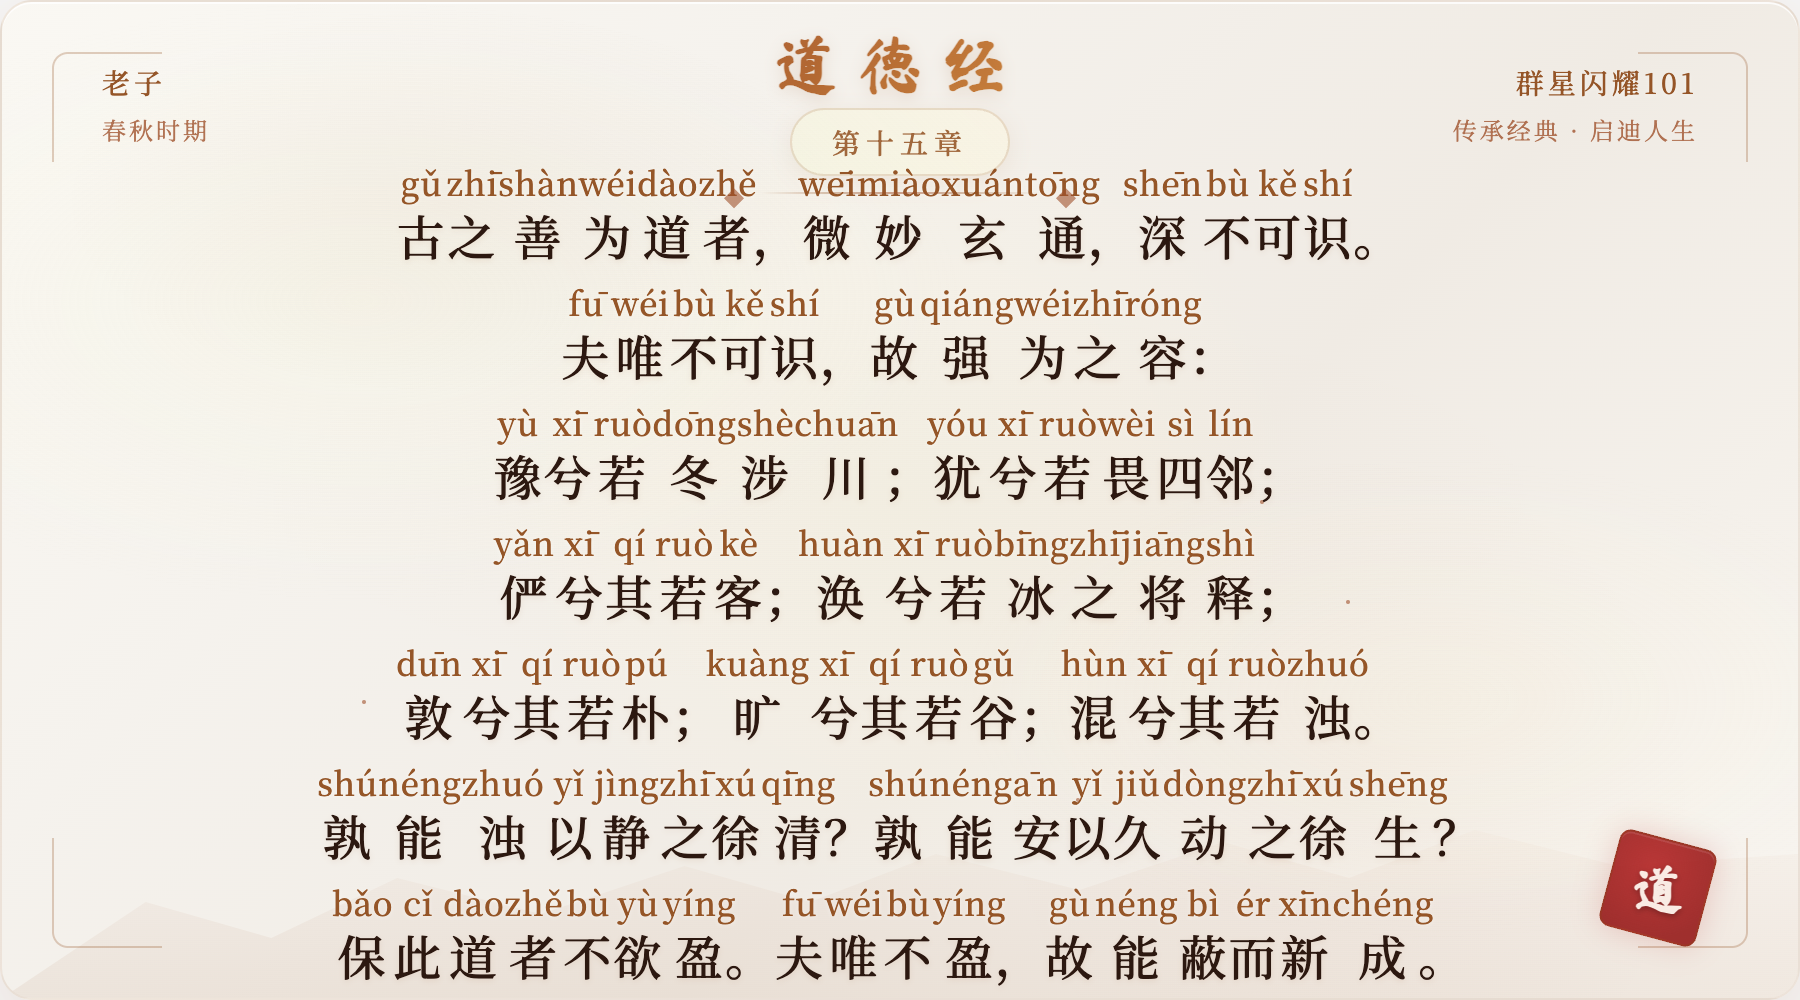 道德经
老子
春秋时期
群星闪耀101
传承经典 · 启迪人生
第十五章
gǔ zhī shàn wéi dào zhě wēi miào xuán tōng shēn bù kě shí
古之善为道者，微妙玄通，深不可识。
fū wéi bù kě shí gù qiáng wéi zhī róng
夫唯不可识，故强为之容：
yù xī ruò dōng shè chuān yóu xī ruò wèi sì lín
豫兮若冬涉川；犹兮若畏四邻；
yǎn xī qí ruò kè huàn xī ruò bīng zhī jiāng shì
俨兮其若客；涣兮若冰之将释；
dūn xī qí ruò pú kuàng xī qí ruò gǔ hùn xī qí ruò zhuó
敦兮其若朴；旷兮其若谷；混兮其若浊。
shú néng zhuó yǐ jìng zhī xú qīng shú néng ān yǐ jiǔ dòng zhī xú shēng
孰能浊以静之徐清？孰能安以久动之徐生？
bǎo cǐ dào zhě bù yù yíng fū wéi bù yíng gù néng bì ér xīn chéng
保此道者不欲盈。夫唯不盈，故能蔽而新成。
道